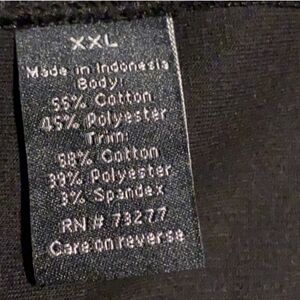 XXL
Made in Indonesia
Body:
55% Cotton
45% Polyester
Trim:
58% Cotton
39% Polyester
3% Spandex
RN # 73277
Care on reverse